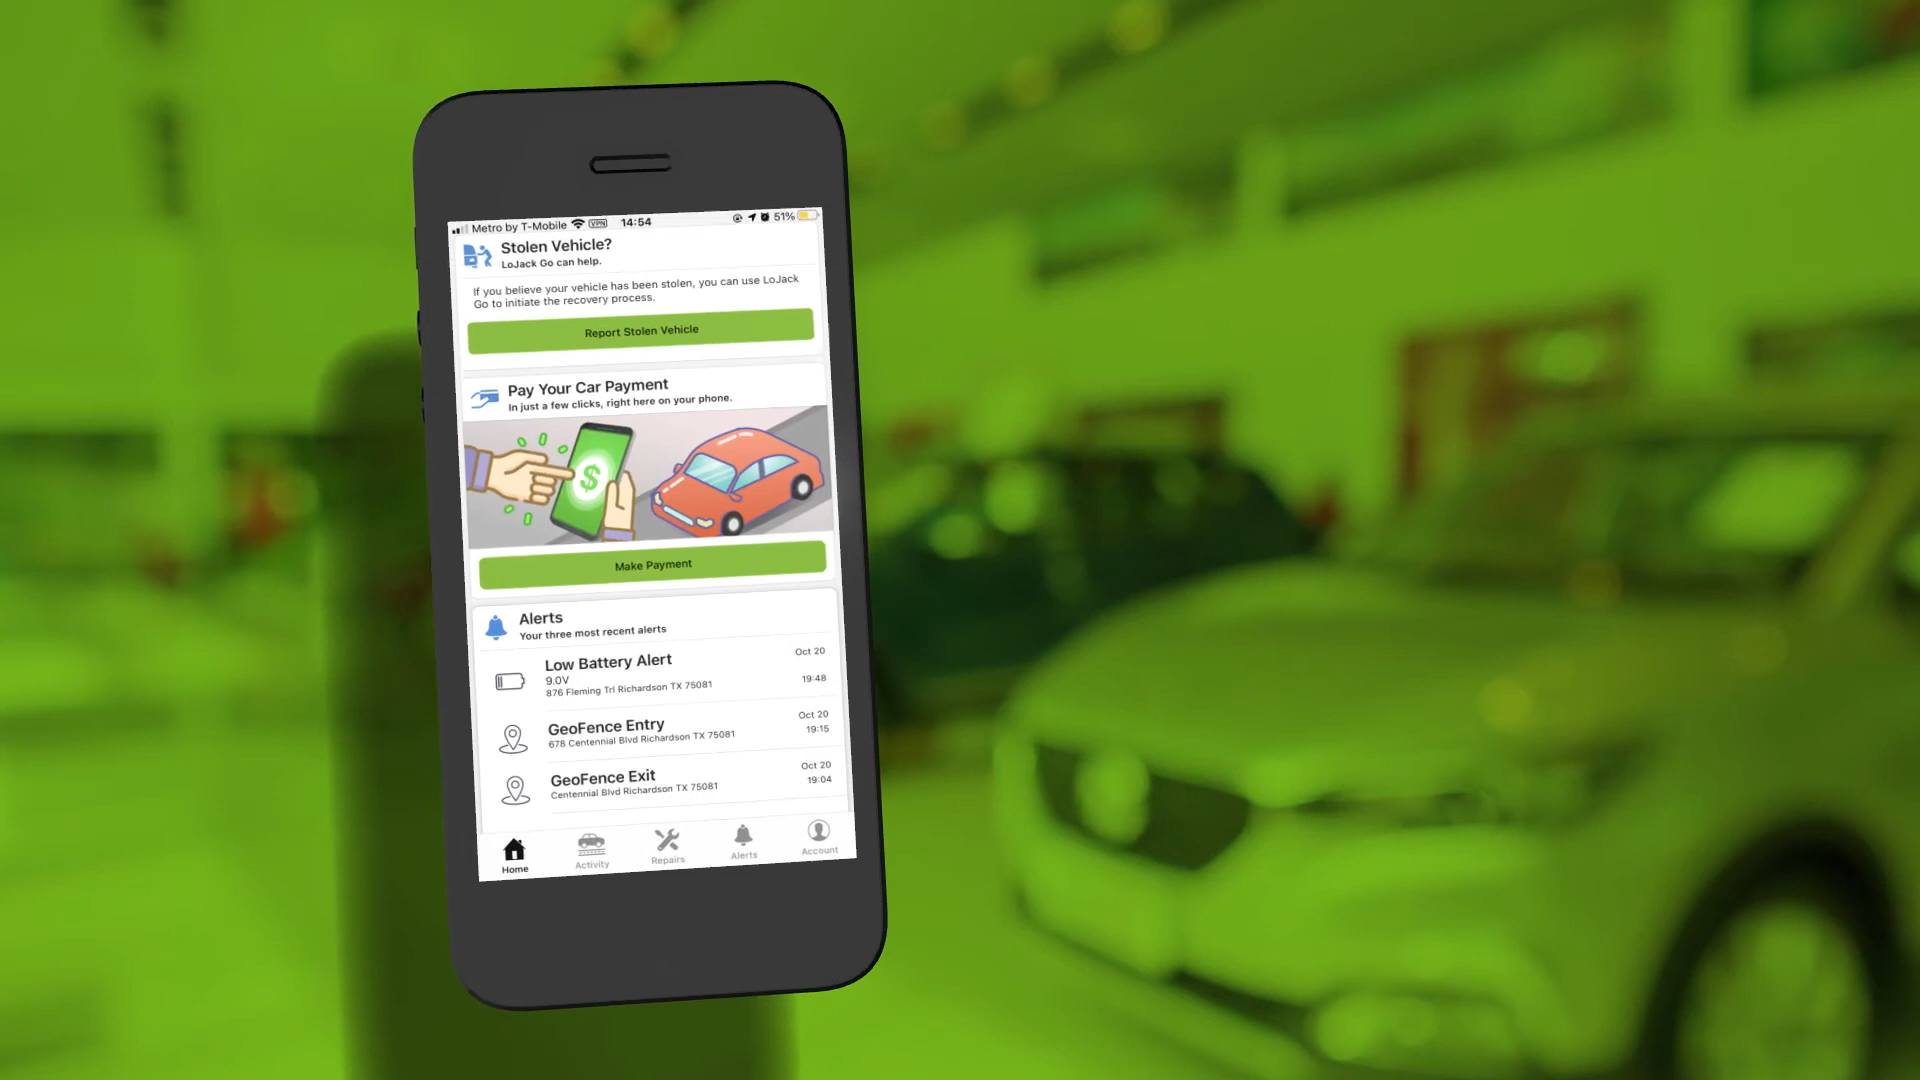 Metro by T-Mobile VPN 14:54 51%
Stolen Vehicle?
LoJack Go can help.
If you believe your vehicle has been stolen, you can use LoJack
Go to initiate the recovery process.
Report Stolen Vehicle
Pay Your Car Payment
In just a few clicks, right here on your phone.
$
Make Payment
Alerts
Your three most recent alerts
Low Battery Alert Oct 20
9.0V
876 Fleming Trl Richardson TX 75081 19:48
GeoFence Entry Oct 20
678 Centennial Blvd Richardson TX 75081 19:15
GeoFence Exit Oct 20
Centennial Blvd Richardson TX 75081 19:04
Home Activity Repairs Alerts Account